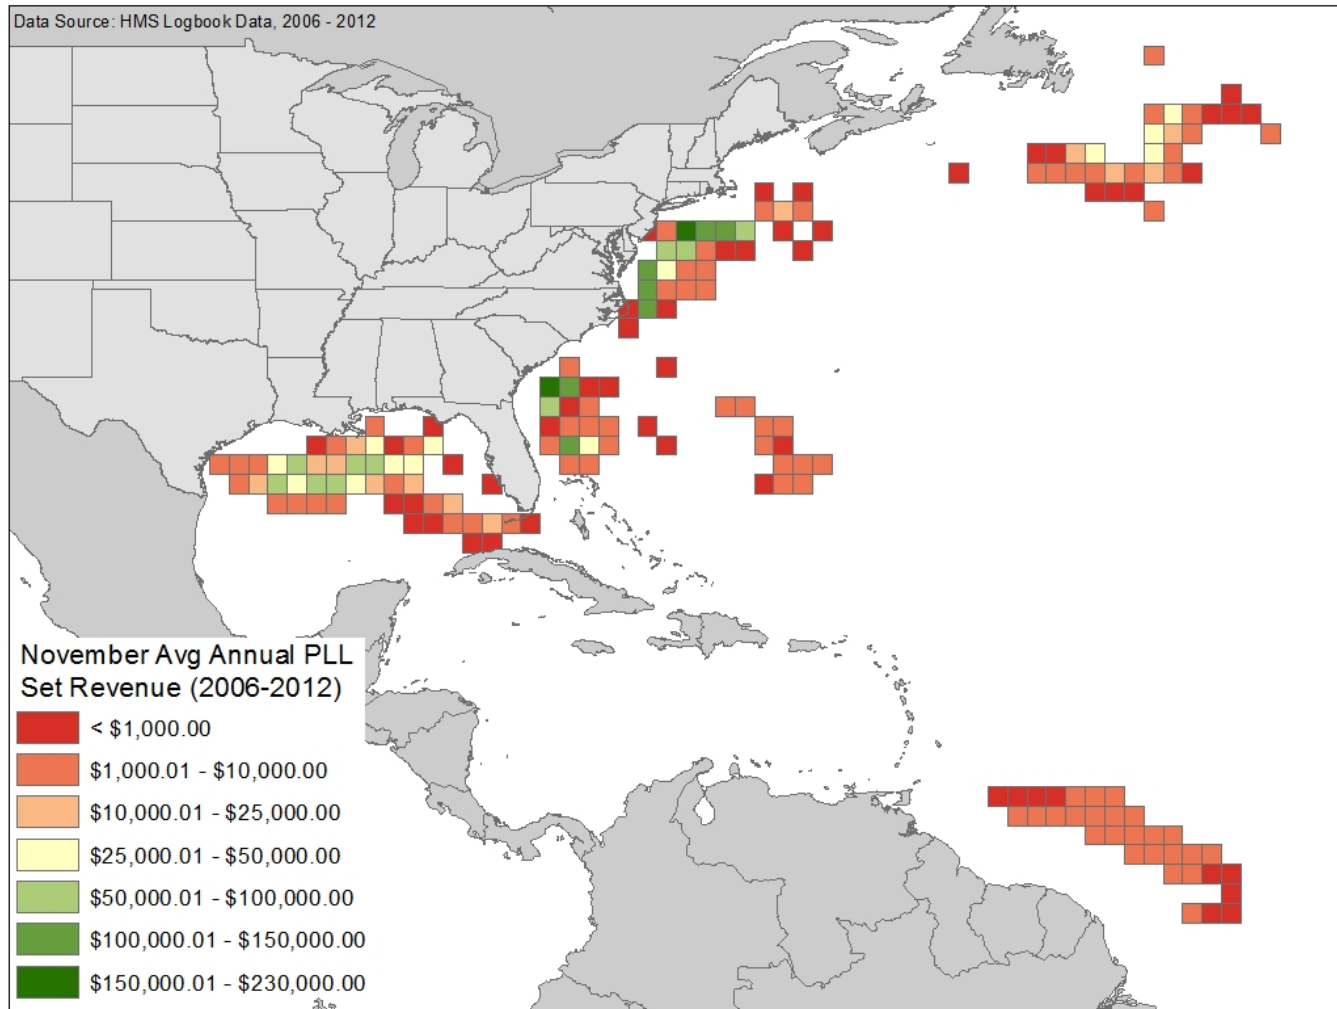 Data Source: HMS Logbook Data, 2006 - 2012
November Avg Annual PLL
Set Revenue (2006-2012)
< $1,000.00
$1,000.01 - $10,000.00
$10,000.01 - $25,000.00
$25,000.01 - $50,000.00
$50,000.01 - $100,000.00
$100,000.01 - $150,000.00
$150,000.01 - $230,000.00